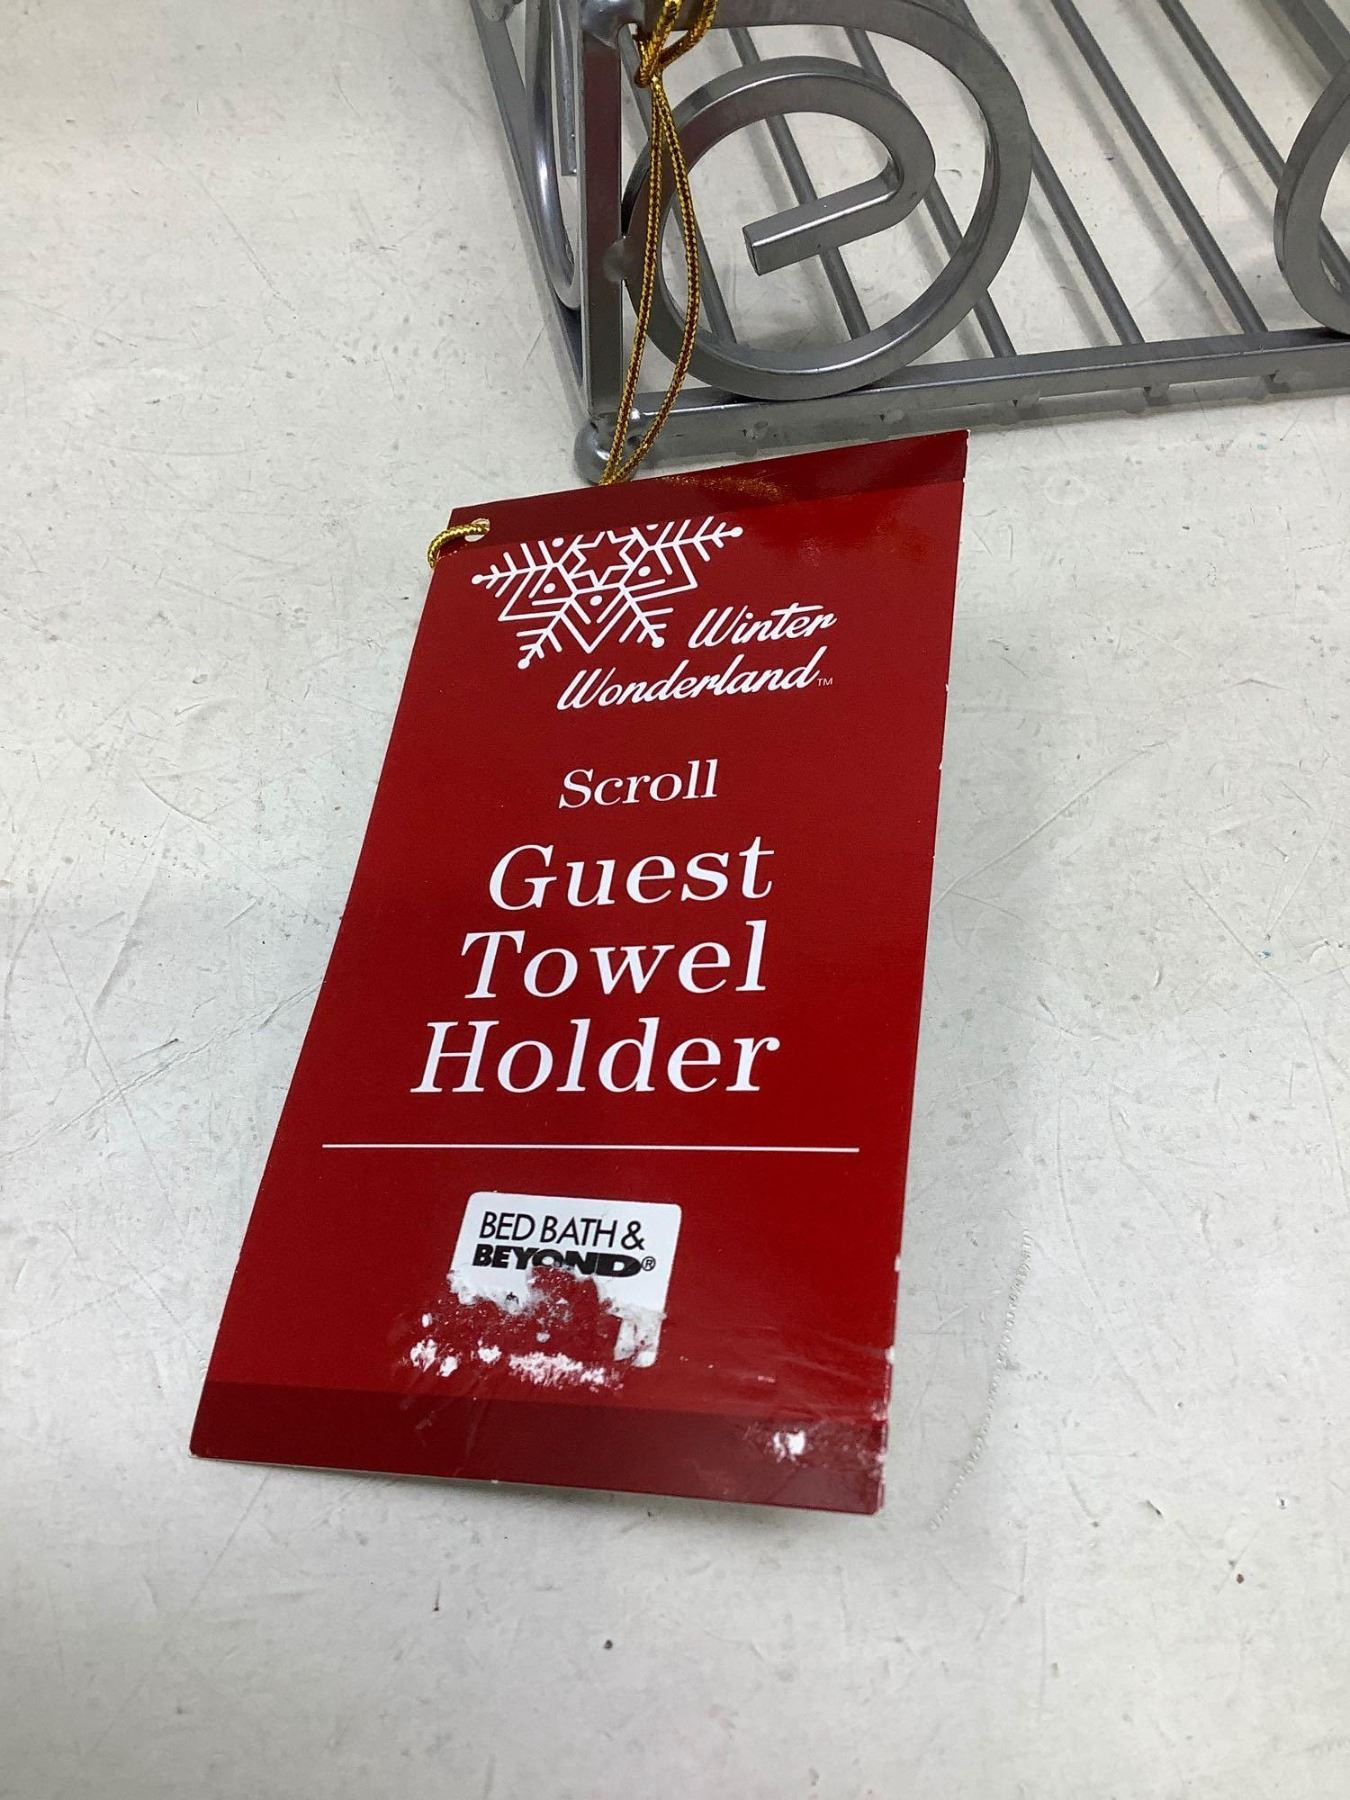 Winter
Wonderland™
Scroll
Guest
Towel
Holder
BED BATH &
BEYOND®